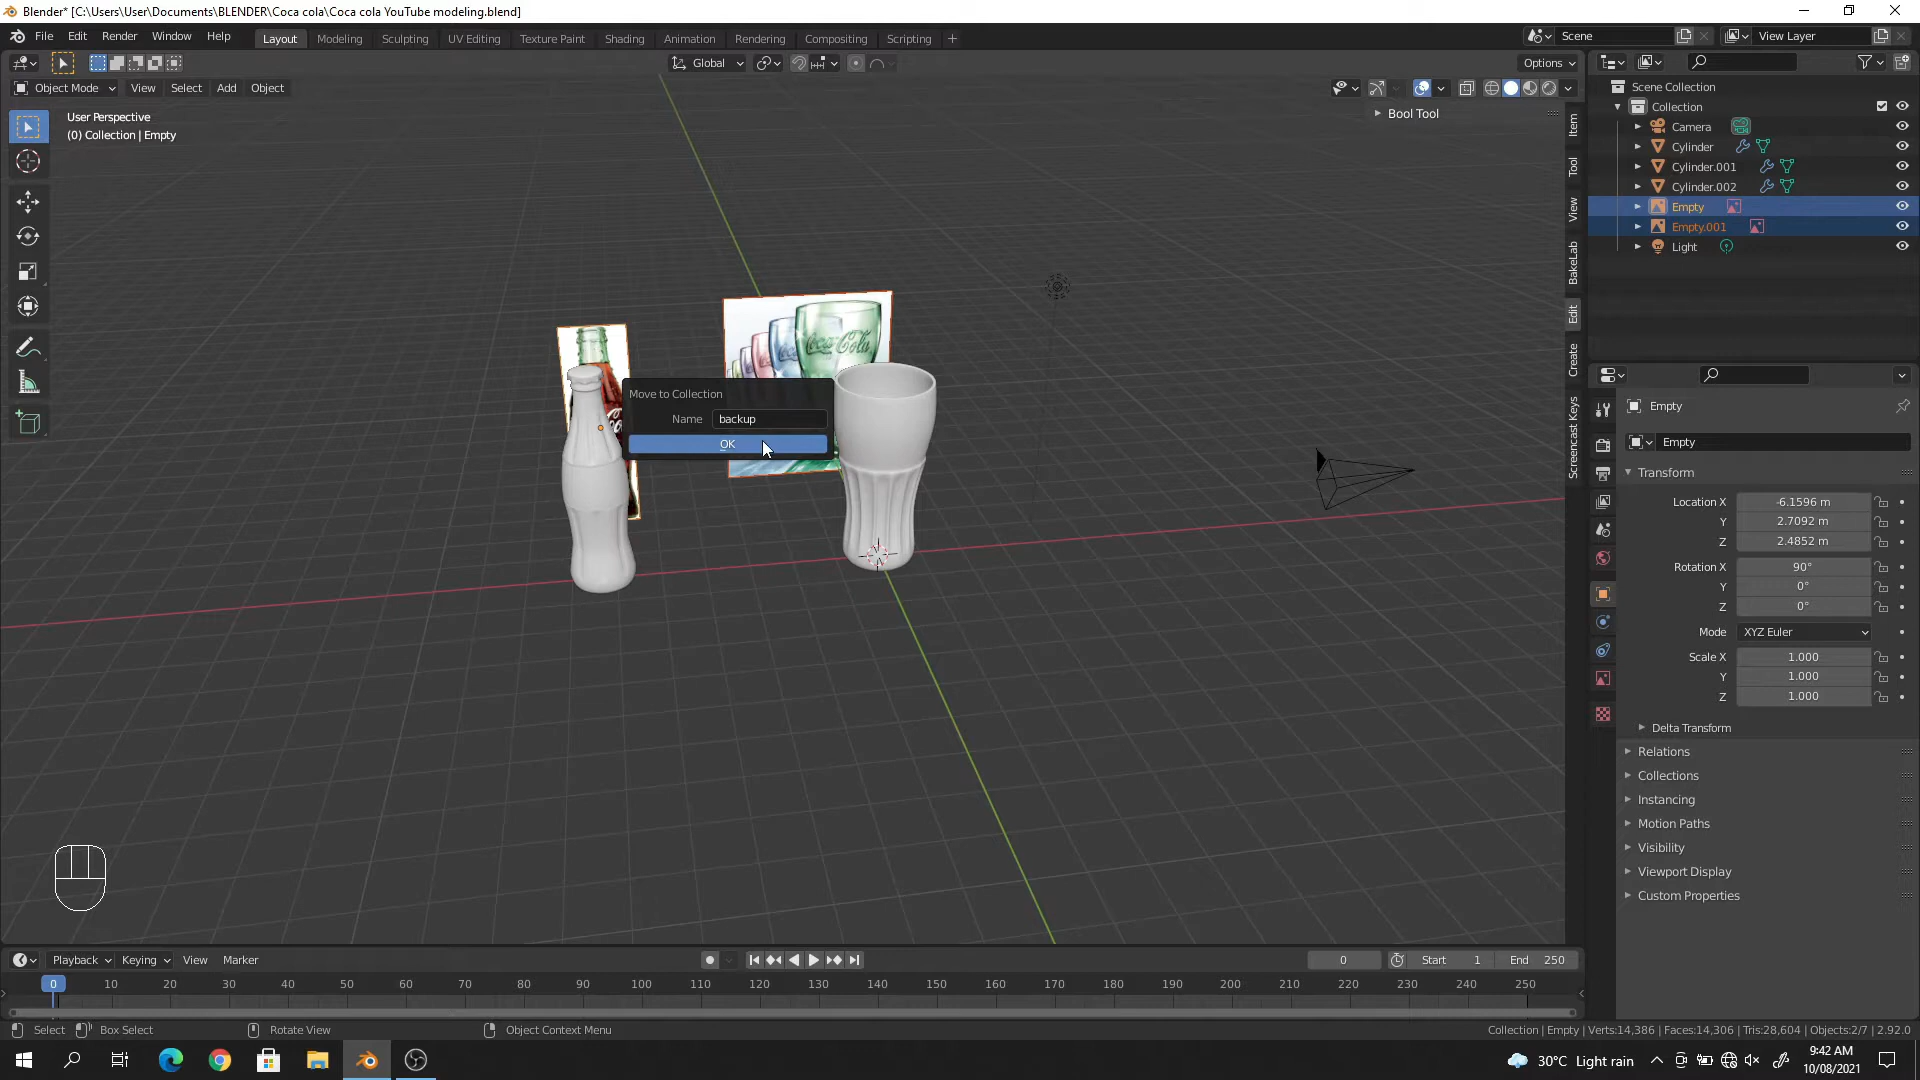 Blender* [C:\Users\User\Documents\BLENDER\Coca cola\Coca cola YouTube modeling.blend]
File Edit Render Window Help Layout Modeling Sculpting UV Editing Texture Paint Shading Animation Rendering Compositing Scripting Scene View Layer
Global Options
Object Mode View Select Add Object
User Perspective
(0) Collection | Empty
Bool Tool
Item
Tool
View
BakeLab
Edit
Create
Screencast Keys
Scene Collection
Collection
Camera
Cylinder
Cylinder.001
Cylinder.002
Empty
Empty.001
Light
Coca-Cola
Move to Collection
Name backup
OK
Empty
Empty
Transform
Location X -6.1596 m
Y 2.7092 m
Z 2.4852 m
Rotation X 90°
Y 0°
Z 0°
Mode XYZ Euler
Scale X 1.000
Y 1.000
Z 1.000
Delta Transform
Relations
Collections
Instancing
Motion Paths
Visibility
Viewport Display
Custom Properties
Playback Keying View Marker 0 Start 1 End 250
0 10 20 30 40 50 60 70 80 90 100 110 120 130 140 150 160 170 180 190 200 210 220 230 240 250
Select Box Select Rotate View Object Context Menu Collection | Empty | Verts:14,386 | Faces:14,306 | Tris:28,604 | Objects:2/7 | 2.92.0
30°C Light rain 9:42 AM
10/08/2021